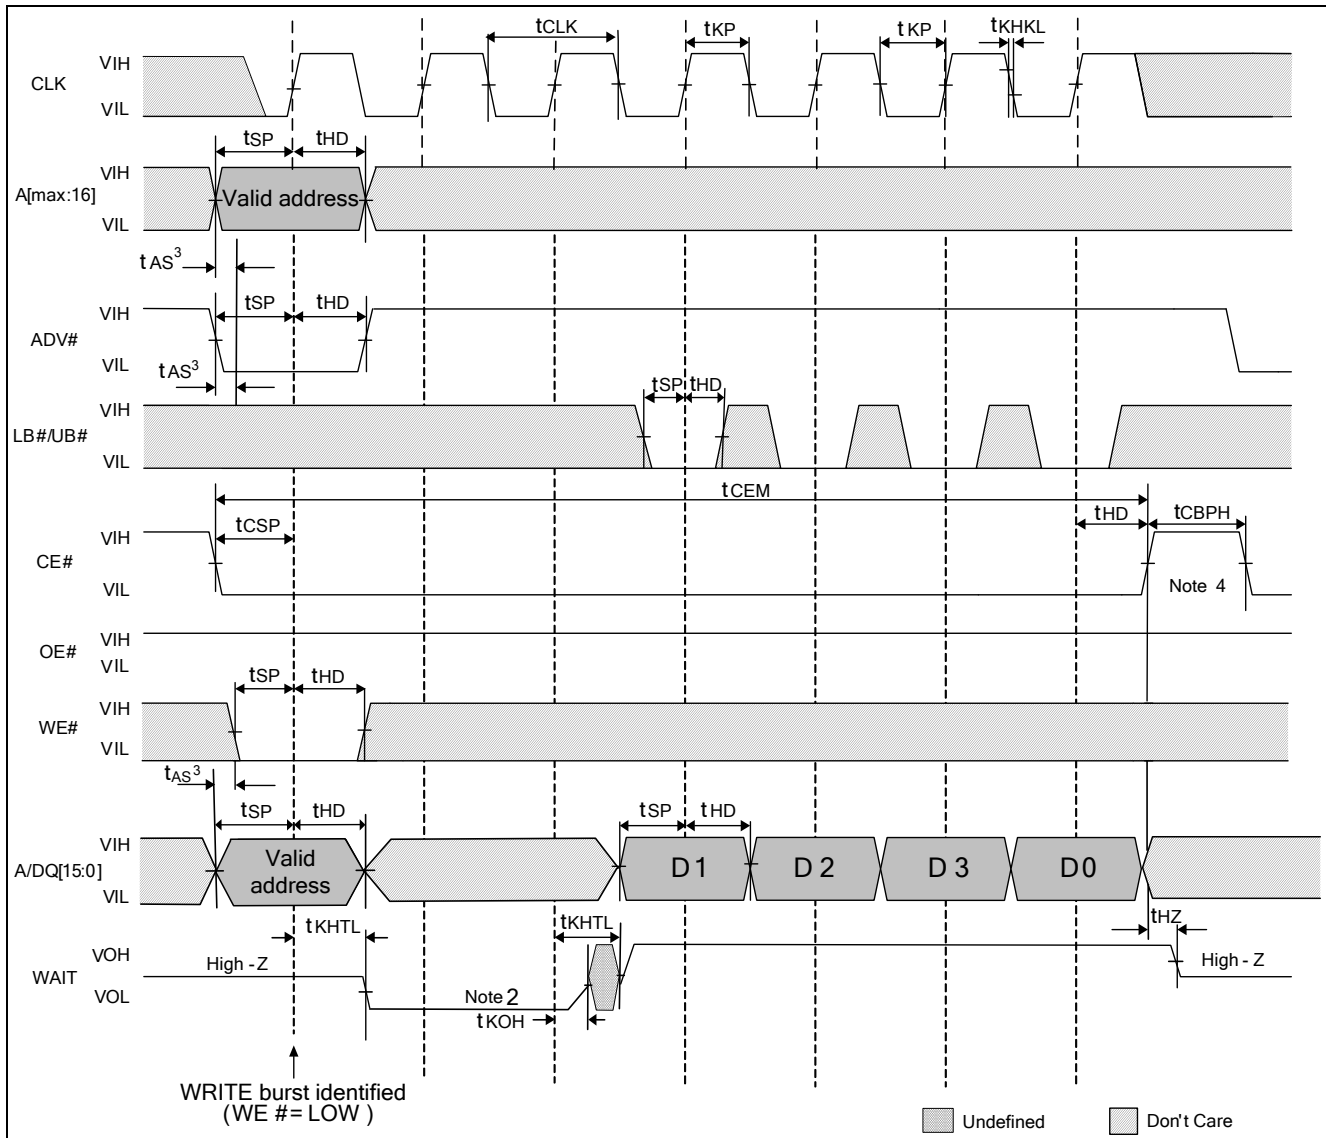 tCLK tKP tKP tKHKL
VIH
CLK
VIL
tSP tHD
VIH
A[max:16] Valid address
VIL
tAS3
tSP tHD
VIH
ADV#
VIL
tAS3
tSP tHD
VIH
LB#/UB#
VIL
tCEM
tCSP tHD tCBPH
VIH
CE#
VIL Note 4
VIH
OE#
VIL
tSP tHD
VIH
WE#
VIL
tAS3
tSP tHD tSP tHD
VIH
A/DQ[15:0] Valid address D1 D2 D3 D0
VIL
tKHTL tKHTL tHZ
VOH
High-Z High-Z
WAIT
VOL Note 2
tKOH
WRITE burst identified
(WE #= LOW )
Undefined Don't Care